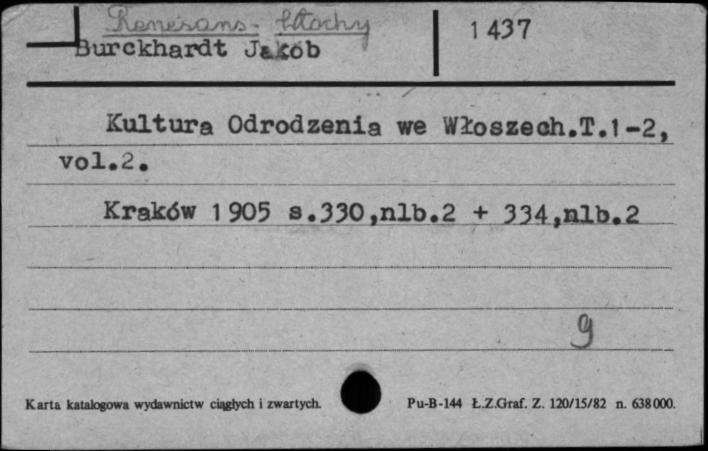 Renesans - Włochy
1437
Burckhardt Jakób
Kultura Odrodzenia we Włoszech.T.1-2,
vol.2.
Kraków 1905 s.330,nlb.2 + 334,nlb.2
9
Karta katalogowa wydawnictw ciągłych i zwartych.
Pu-B-144 Ł.Z.Graf. Z. 120/15/82 n. 638000.